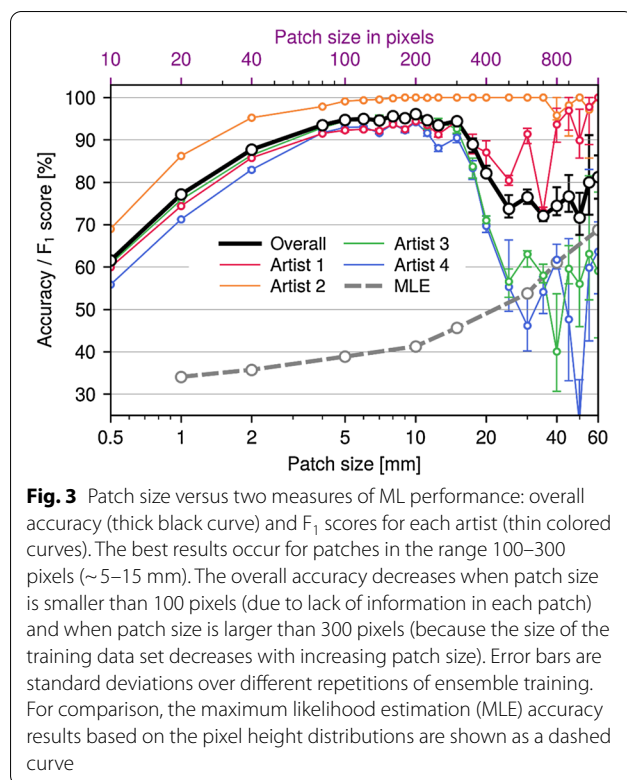 Patch size in pixels
10 20 40 100 200 400 800
100
90
80
70
60
50
40
30
Accuracy / F₁ score [%]
Overall
Artist 1
Artist 2
Artist 3
Artist 4
MLE
0.5 1 2 5 10 20 40 60
Patch size [mm]
Fig. 3 Patch size versus two measures of ML performance: overall
accuracy (thick black curve) and F₁ scores for each artist (thin colored
curves). The best results occur for patches in the range 100–300
pixels (~ 5–15 mm). The overall accuracy decreases when patch size
is smaller than 100 pixels (due to lack of information in each patch)
and when patch size is larger than 300 pixels (because the size of the
training data set decreases with increasing patch size). Error bars are
standard deviations over different repetitions of ensemble training.
For comparison, the maximum likelihood estimation (MLE) accuracy
results based on the pixel height distributions are shown as a dashed
curve